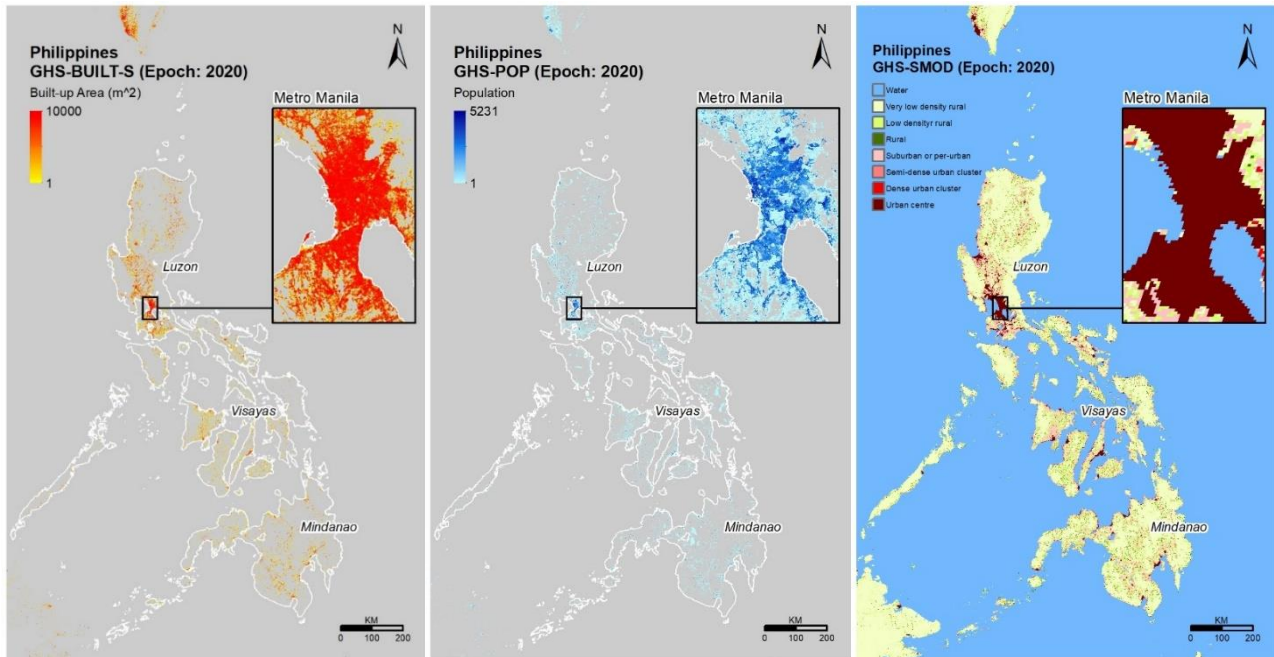 N
Philippines
GHS-BUILT-S (Epoch: 2020)
Built-up Area (m^2)
10000
1
Metro Manila
Luzon
Visayas
Mindanao
KM
0 100 200
N
Philippines
GHS-POP (Epoch: 2020)
Population
5231
1
Metro Manila
Luzon
Visayas
Mindanao
KM
0 100 200
N
Philippines
GHS-SMOD (Epoch: 2020)
Water
Very low density rural
Low densityr rural
Rural
Suburban or per-urban
Semi-dense urban cluster
Dense urban cluster
Urban centre
Metro Manila
Luzon
Visayas
Mindanao
KM
0 100 200